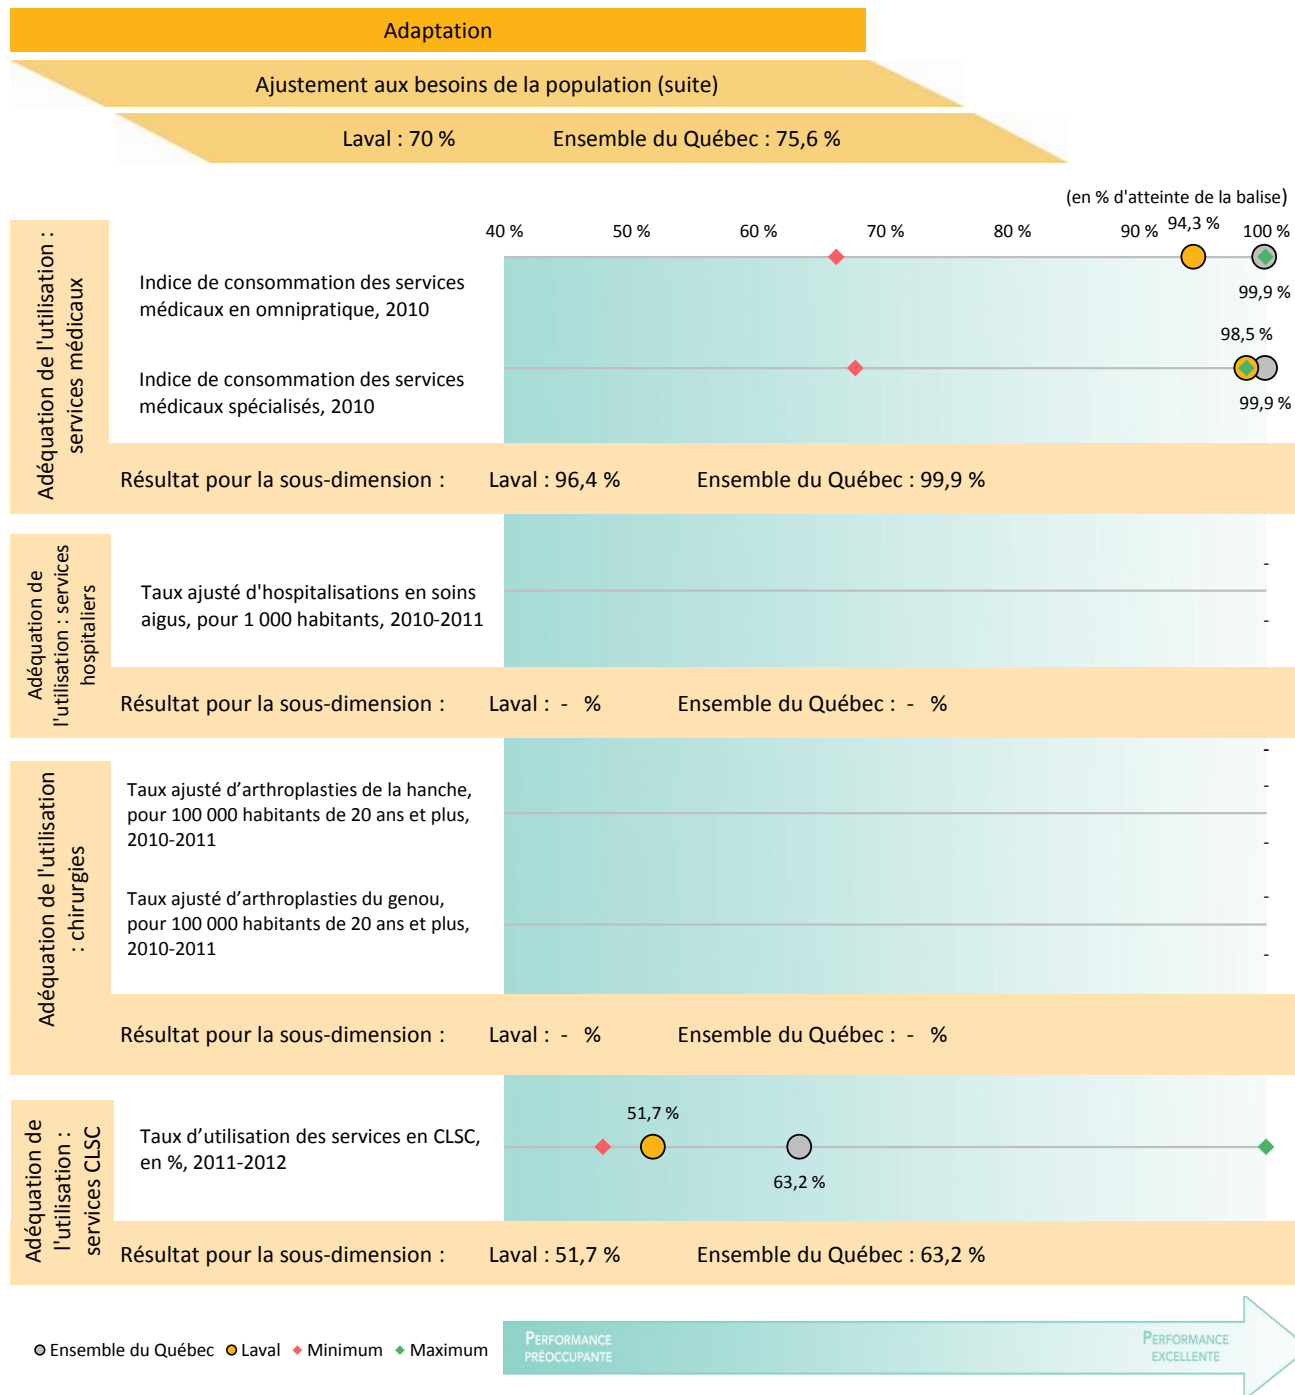 Adaptation
Ajustement aux besoins de la population (suite)
Laval : 70 % Ensemble du Québec : 75,6 %
(en % d'atteinte de la balise)
40 % 50 % 60 % 70 % 80 % 90 % 100 %
94,3 %
Adéquation de l'utilisation :
services médicaux
Indice de consommation des services
médicaux en omnipratique, 2010
99,9 %
98,5 %
Indice de consommation des services
médicaux spécialisés, 2010
99,9 %
Résultat pour la sous-dimension : Laval : 96,4 % Ensemble du Québec : 99,9 %
Adéquation de
l'utilisation : services
hospitaliers
-
Taux ajusté d'hospitalisations en soins
aigus, pour 1 000 habitants, 2010-2011
-
Résultat pour la sous-dimension : Laval : - % Ensemble du Québec : - %
-
Adéquation de l'utilisation
: chirurgies
-
Taux ajusté d’arthroplasties de la hanche,
pour 100 000 habitants de 20 ans et plus,
2010-2011
-
-
Taux ajusté d’arthroplasties du genou,
pour 100 000 habitants de 20 ans et plus,
2010-2011
-
Résultat pour la sous-dimension : Laval : - % Ensemble du Québec : - %
Adéquation de
l'utilisation :
services CLSC
51,7 %
Taux d’utilisation des services en CLSC,
en %, 2011-2012
63,2 %
Résultat pour la sous-dimension : Laval : 51,7 % Ensemble du Québec : 63,2 %
Ensemble du Québec Laval Minimum Maximum
PERFORMANCE
PRÉOCCUPANTE
PERFORMANCE
EXCELLENTE